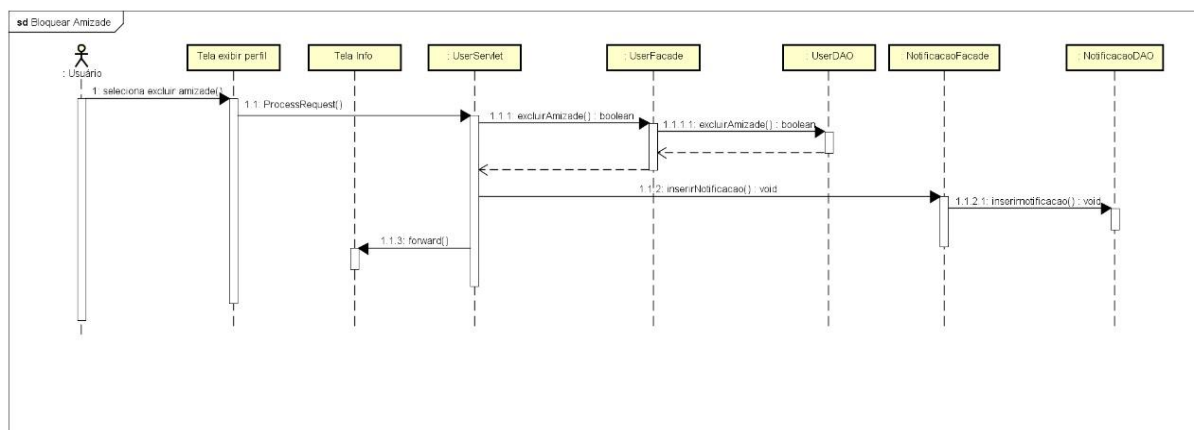 sd Bloquear Amizade
: Usuário
Tela exibir perfil
Tela Info
: UserServlet
: UserFacade
: UserDAO
NotificacaoFacade
: NotificacaoDAO
1: seleciona excluir amizade()
1.1: ProcessRequest()
1.1.1: excluirAmizade() : boolean
1.1.1.1: excluirAmizade() : boolean
1.1.2: inserirNotificacao() : void
1.1.2.1: inserirnotificacao() : void
1.1.3: forward()